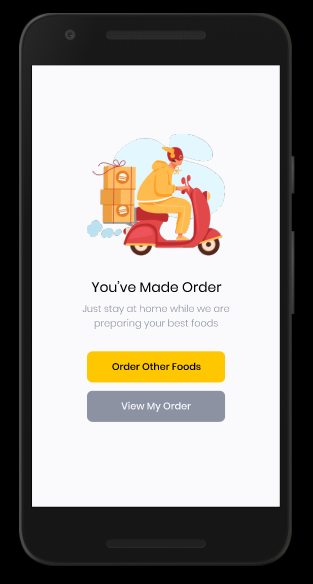 You've Made Order
Just stay at home while we are
preparing your best foods
Order Other Foods
View My Order